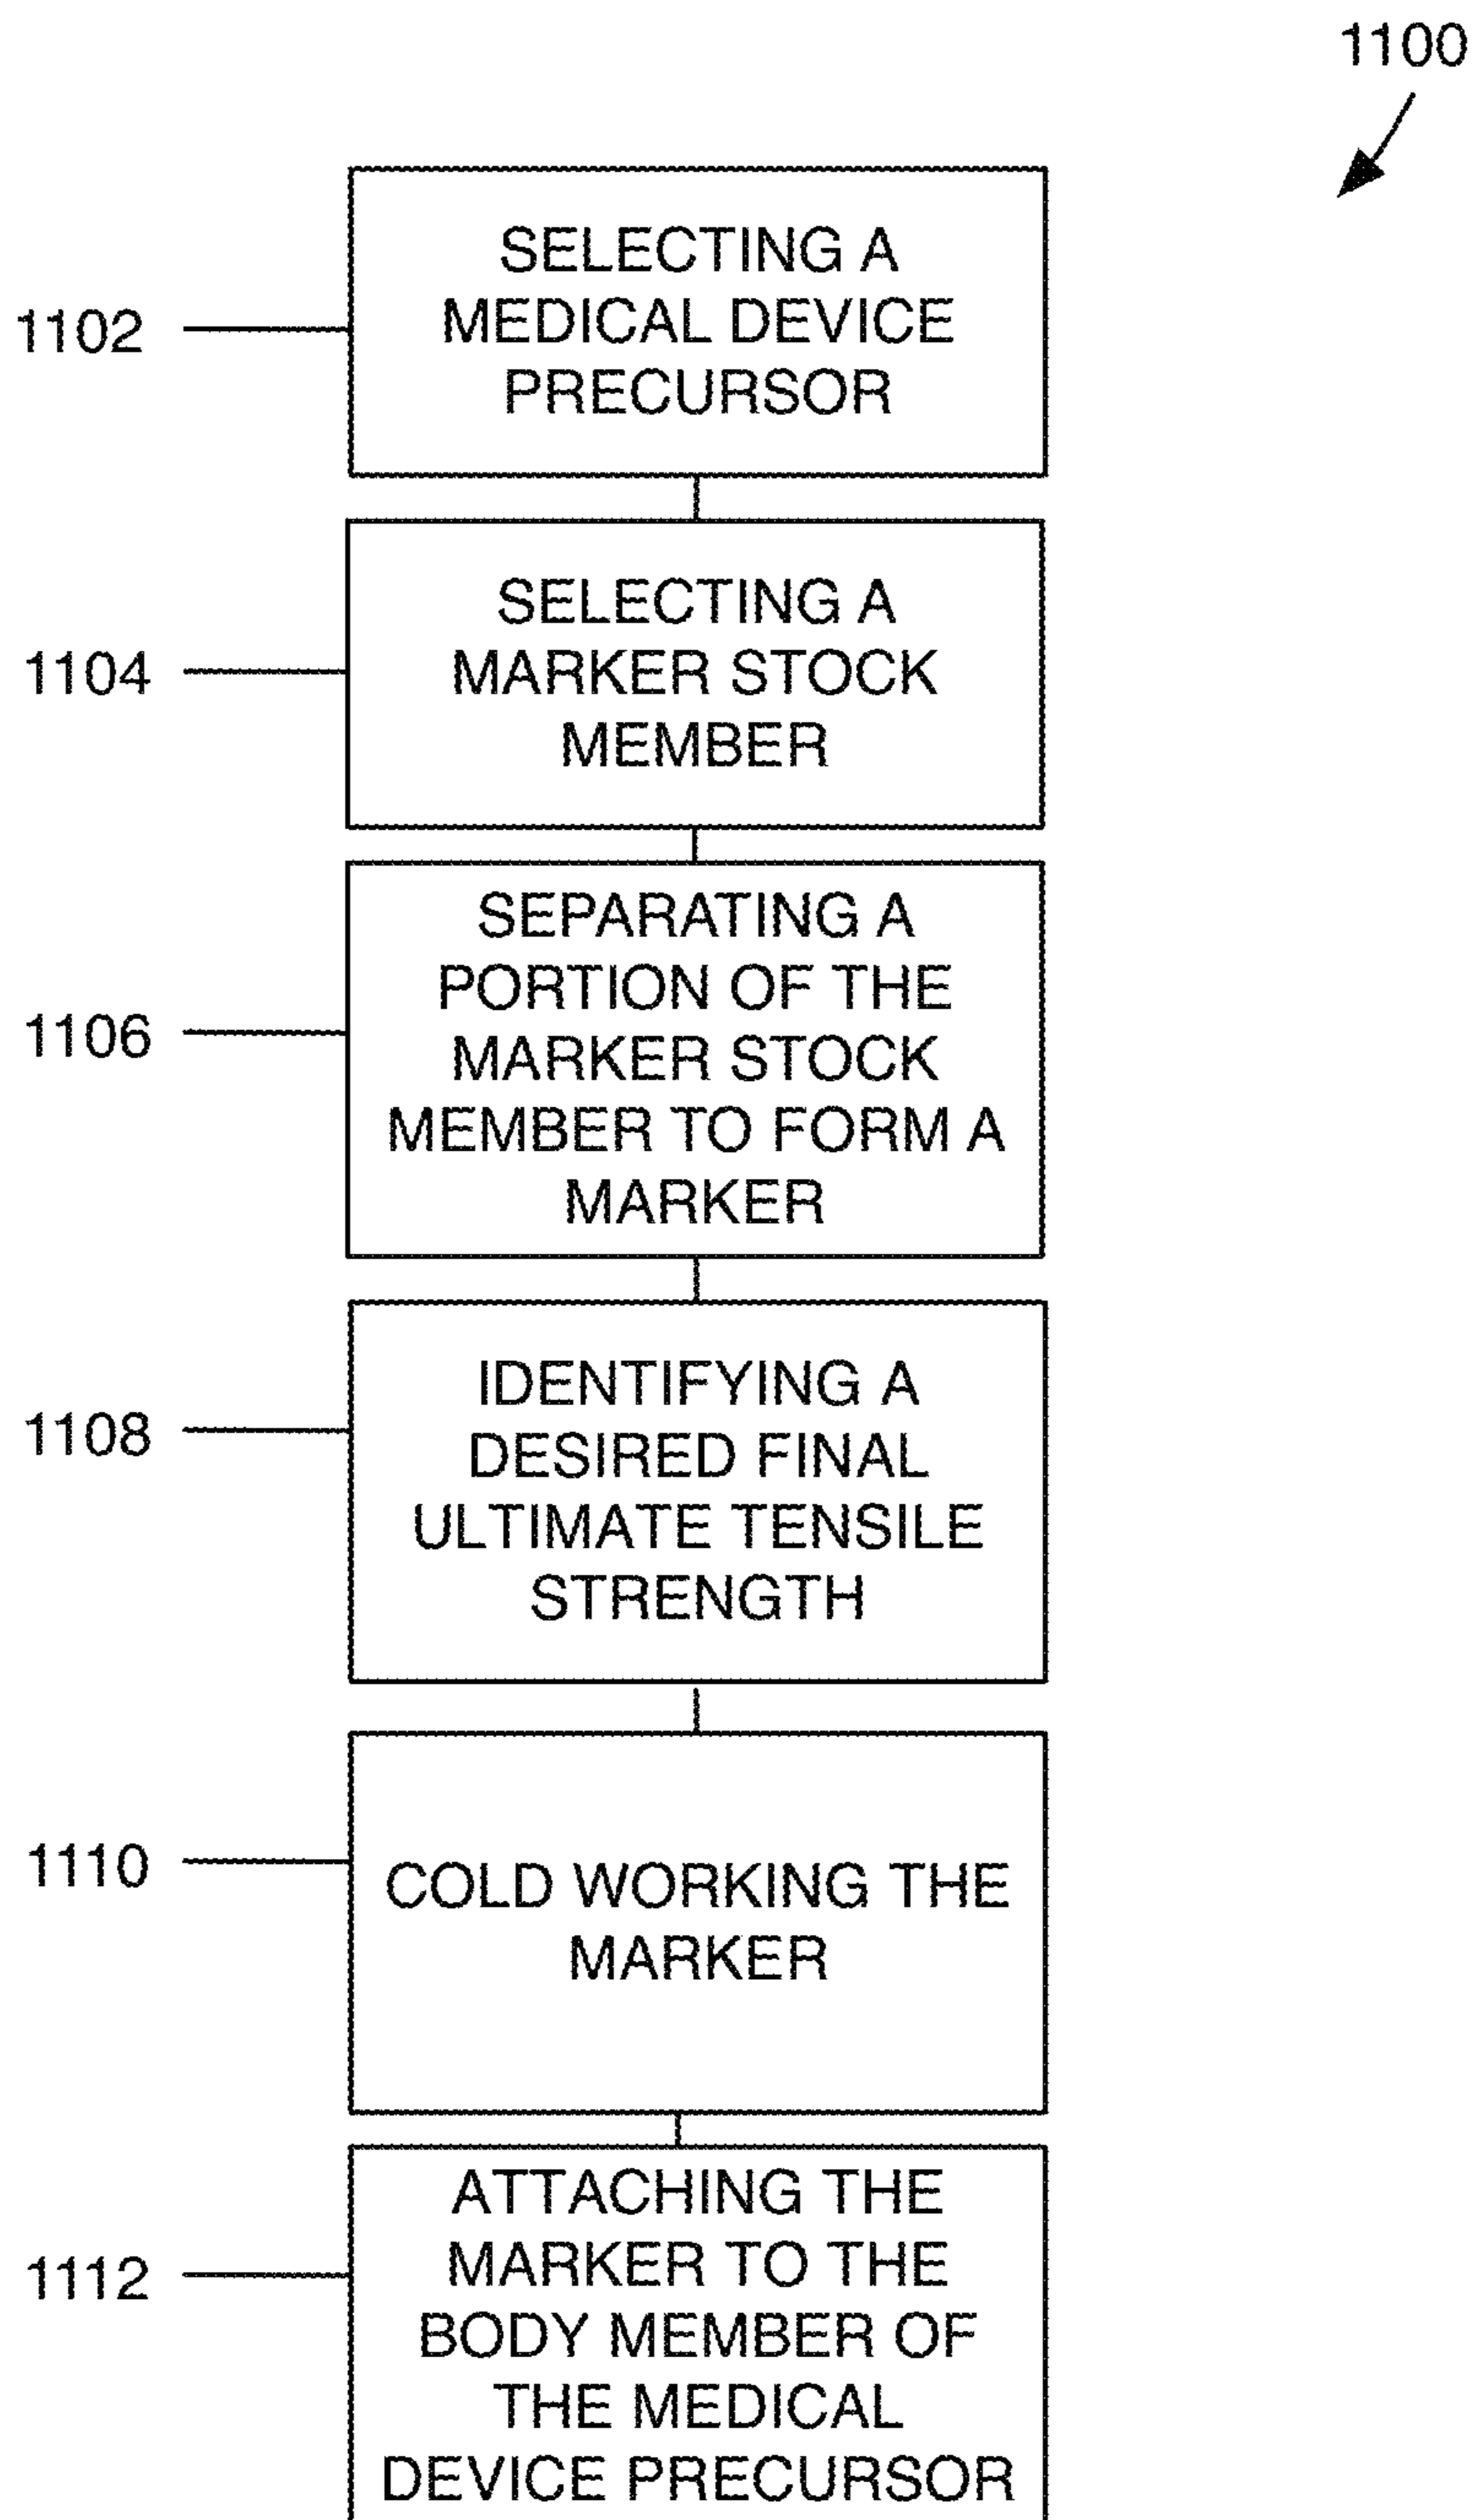 1100
SELECTING A
MEDICAL DEVICE
PRECURSOR
1102
SELECTING A
MARKER STOCK
MEMBER
1104
SEPARATING A
PORTION OF THE
MARKER STOCK
MEMBER TO FORM A
MARKER
1106
IDENTIFYING A
DESIRED FINAL
ULTIMATE TENSILE
STRENGTH
1108
COLD WORKING THE
MARKER
1110
ATTACHING THE
MARKER TO THE
BODY MEMBER OF
THE MEDICAL
DEVICE PRECURSOR
1112